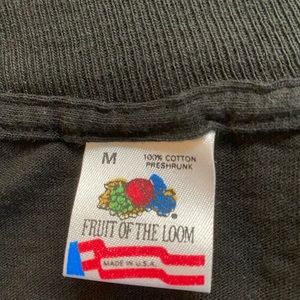 M
100% COTTON
PRESHRUNK
FRUIT OF THE LOOM
MADE IN U.S.A.